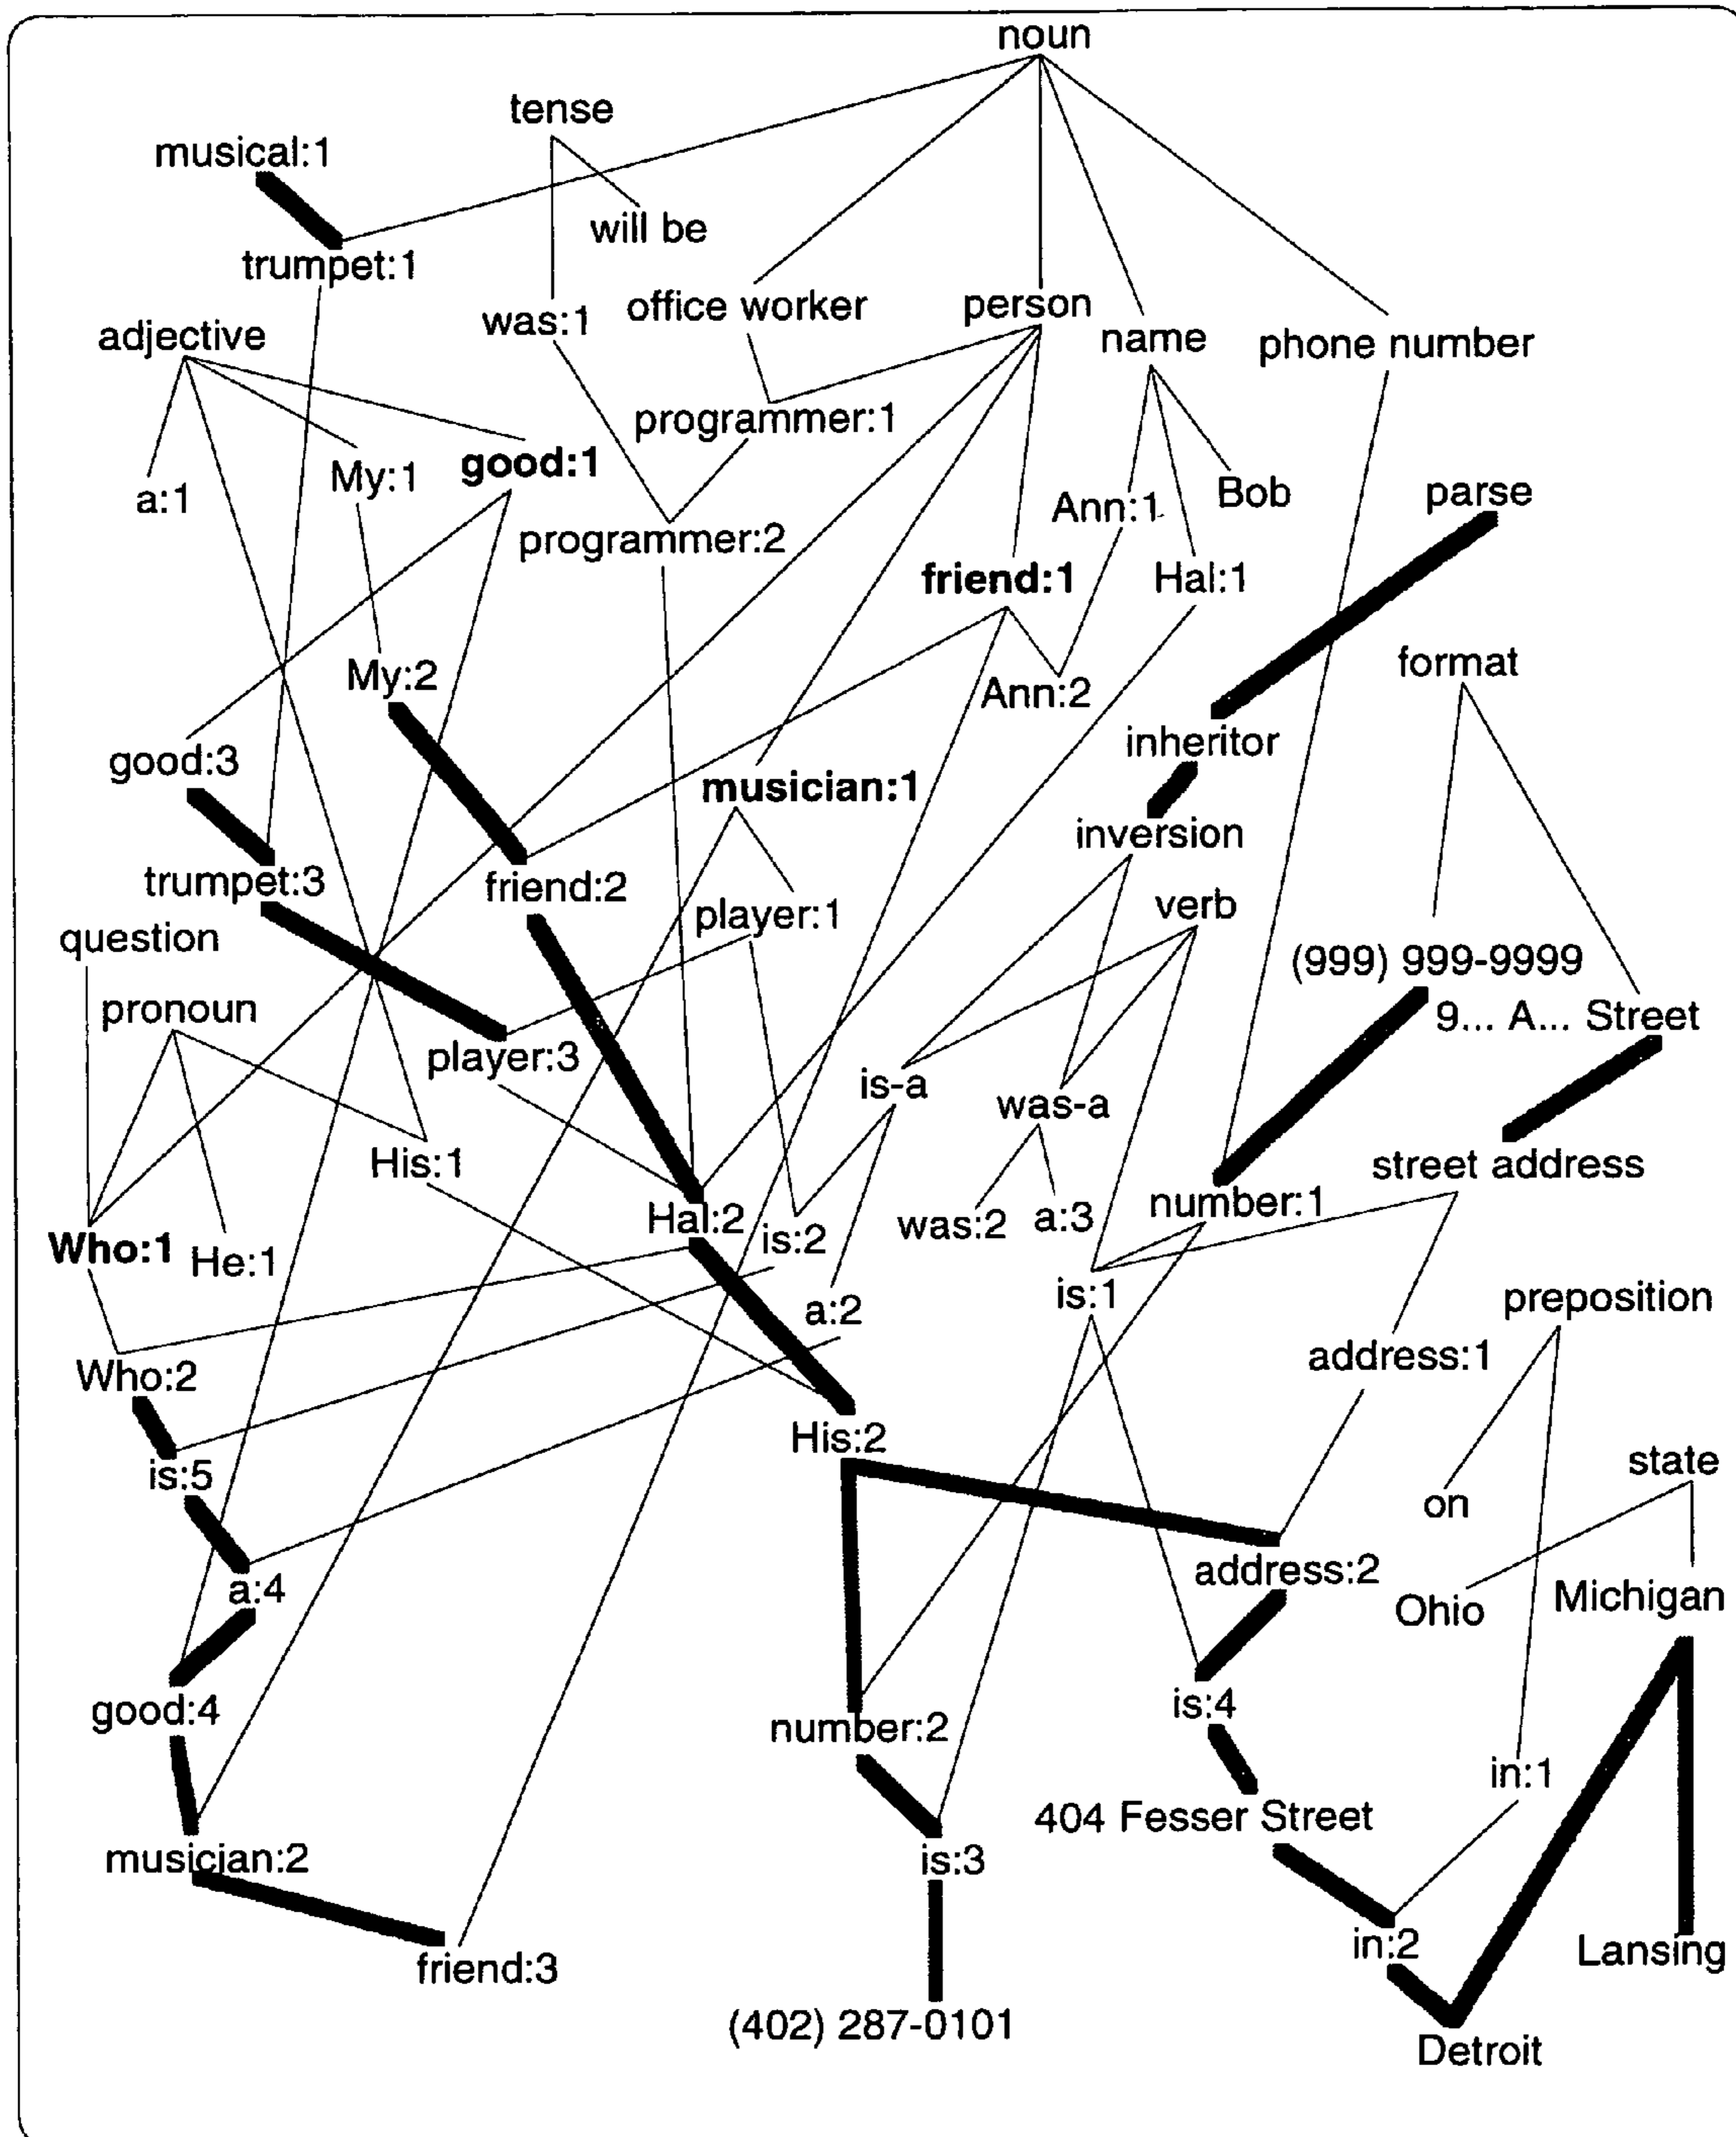 noun
tense
musical:1
will be
trumpet:1
office worker
person
was:1
adjective
name
phone number
programmer:1
good:1
My:1
a:1
Ann:1
Bob
parse
programmer:2
friend:1
Hal:1
format
My:2
Ann:2
inheritor
good:3
musician:1
inversion
trumpet:3
friend:2
player:1
verb
question
(999) 999-9999
pronoun
9... A... Street
player:3
is-a
was-a
His:1
street address
number:1
Hal:2
is:2
was:2
a:3
Who:1
He:1
is:1
a:2
preposition
address:1
Who:2
His:2
is:5
state
on
address:2
a:4
Ohio
Michigan
good:4
is:4
number:2
in:1
404 Fesser Street
musician:2
is:3
in:2
Lansing
friend:3
(402) 287-0101
Detroit